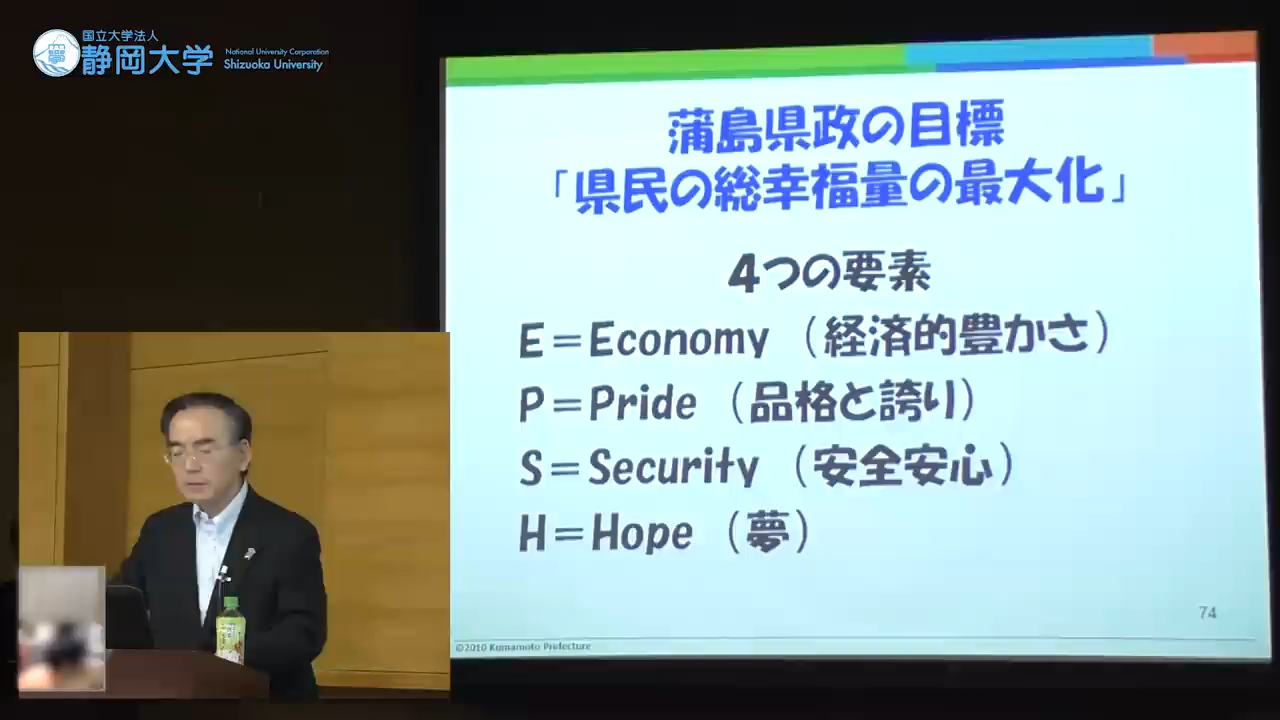 国立大学法人
静岡大学
National University Corporation
Shizuoka University
蒲島県政の目標
「県民の総幸福量の最大化」
4つの要素
E＝Economy（経済的豊かさ）
P＝Pride（品格と誇り）
S＝Security（安全安心）
H＝Hope（夢）
74
©2010 Kumamoto Prefecture